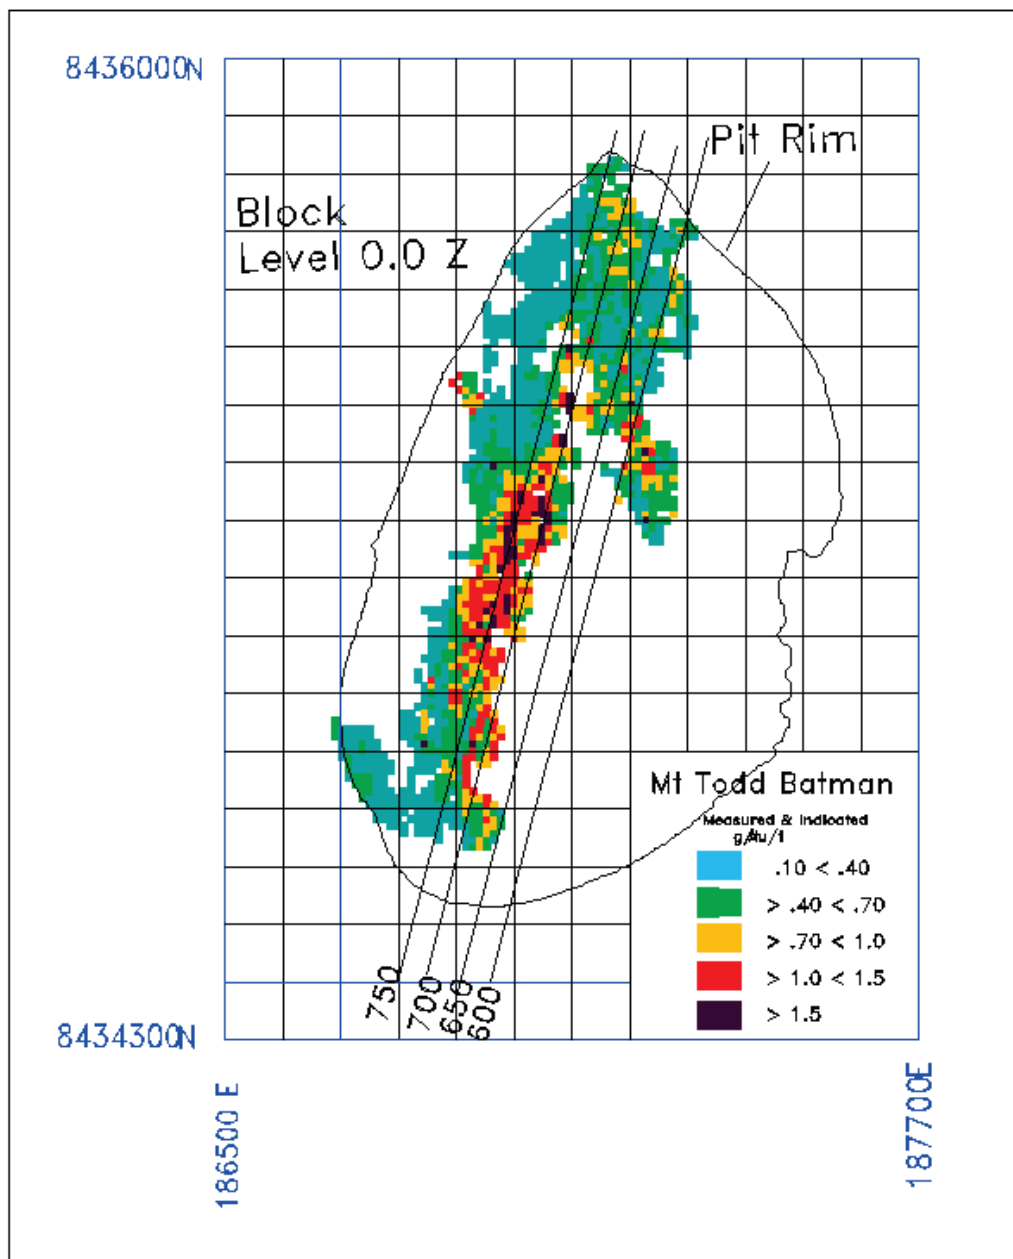 8436000N
Pit Rim
Block
Level 0.0 Z
Mt Todd Batman
Measured & Indicated
g/Au/t
.10 < .40
> .40 < .70
> .70 < 1.0
> 1.0 < 1.5
> 1.5
750
700
650
600
8434300N
186500 E
187700E